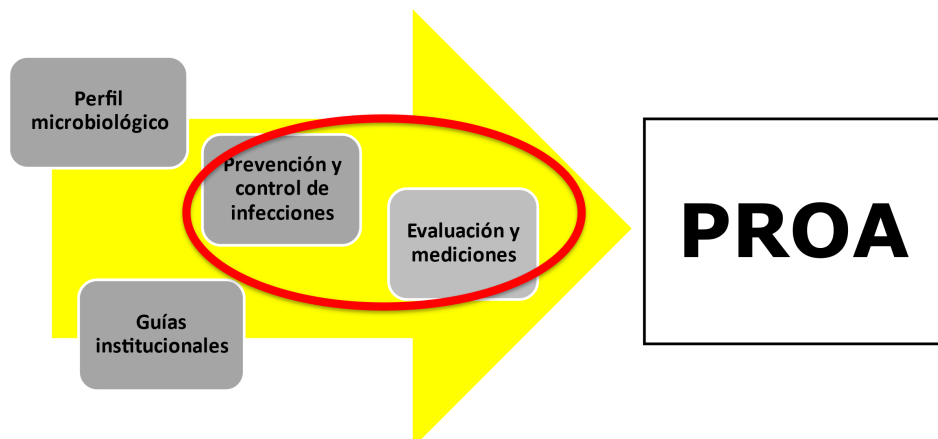 Perfil
microbiológico
Prevención y
control de
infecciones
Evaluación y
mediciones
Guías
institucionales
PROA